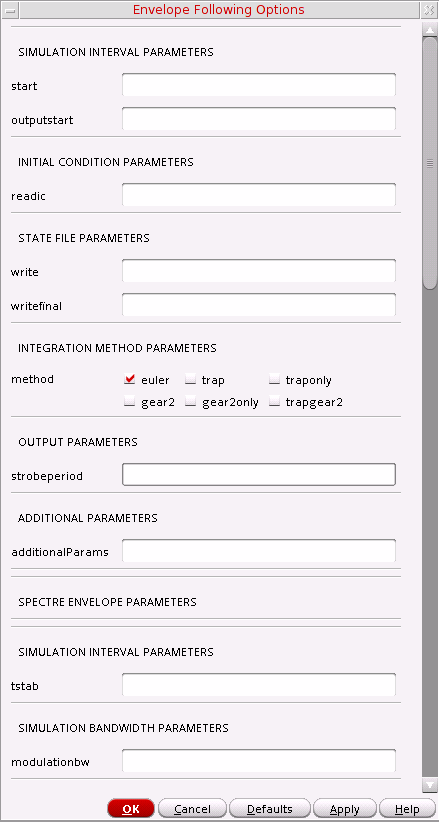 Envelope Following Options
SIMULATION INTERVAL PARAMETERS
start
outputstart
INITIAL CONDITION PARAMETERS
readic
STATE FILE PARAMETERS
write
writefinal
INTEGRATION METHOD PARAMETERS
method euler trap traponly
gear2 gear2only trapgear2
OUTPUT PARAMETERS
strobeperiod
ADDITIONAL PARAMETERS
additionalParams
SPECTRE ENVELOPE PARAMETERS
SIMULATION INTERVAL PARAMETERS
tstab
SIMULATION BANDWIDTH PARAMETERS
modulationbw
OK Cancel Defaults Apply Help